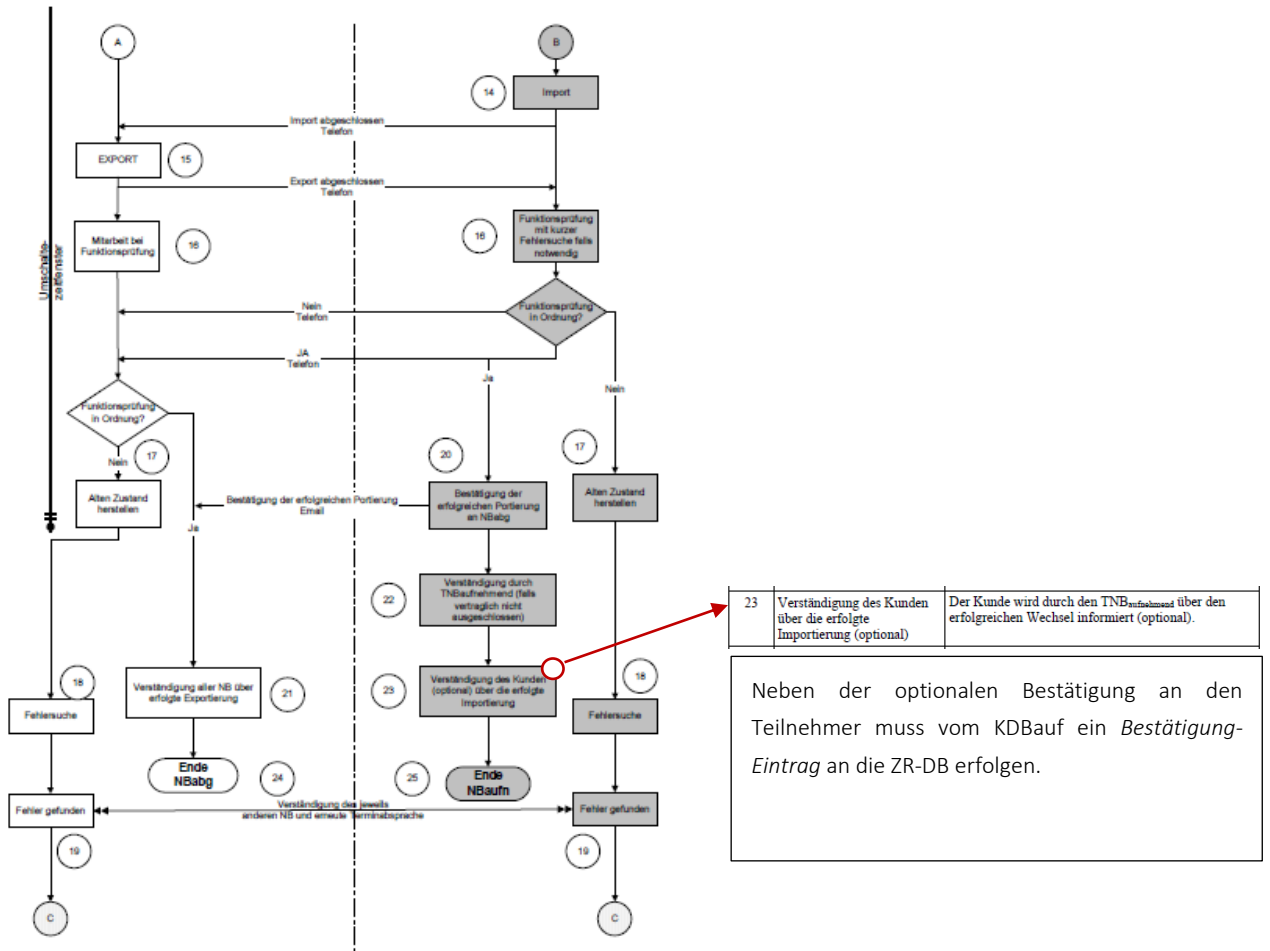 A
B
14
Import
Import abgeschlossen
Telefon
EXPORT
15
Export abgeschlossen
Telefon
Umschalte-
zeitfenster
Mitarbeit bei
Funktionsprüfung
16
16
Funktionsprüfung
mit kurzer
Fehlersuche falls
notwendig
Nein
Telefon
Funktionsprüfung
in Ordnung?
JA
Telefon
Ja
Nein
Funktionsprüfung
in Ordnung?
Nein
17
20
17
Alten Zustand
herstellen
Ja
Bestätigung der erfolgreichen Portierung
Email
Bestätigung der
erfolgreichen Portierung
an NBabg
Alten Zustand
herstellen
22
Verständigung durch
TNBaufnehmend (falls
vertraglich nicht
ausgeschlossen)
23 Verständigung des Kunden
über die erfolgte
Importierung (optional)
Der Kunde wird durch den TNBaufnehmend über den
erfolgreichen Wechsel informiert (optional).
18
Fehlersuche
Verständigung aller NB über
erfolgte Exportierung
21
23
Verständigung des Kunden
(optional) über die erfolgte
Importierung
18
Fehlersuche
Neben der optionalen Bestätigung an den
Teilnehmer muss vom KDBauf ein Bestätigung-
Eintrag an die ZR-DB erfolgen.
Ende
NBabg
24
25
Ende
NBaufn
Fehler gefunden
Verständigung des jeweils
anderen NB und erneute Terminabsprache
Fehler gefunden
19
19
C
C